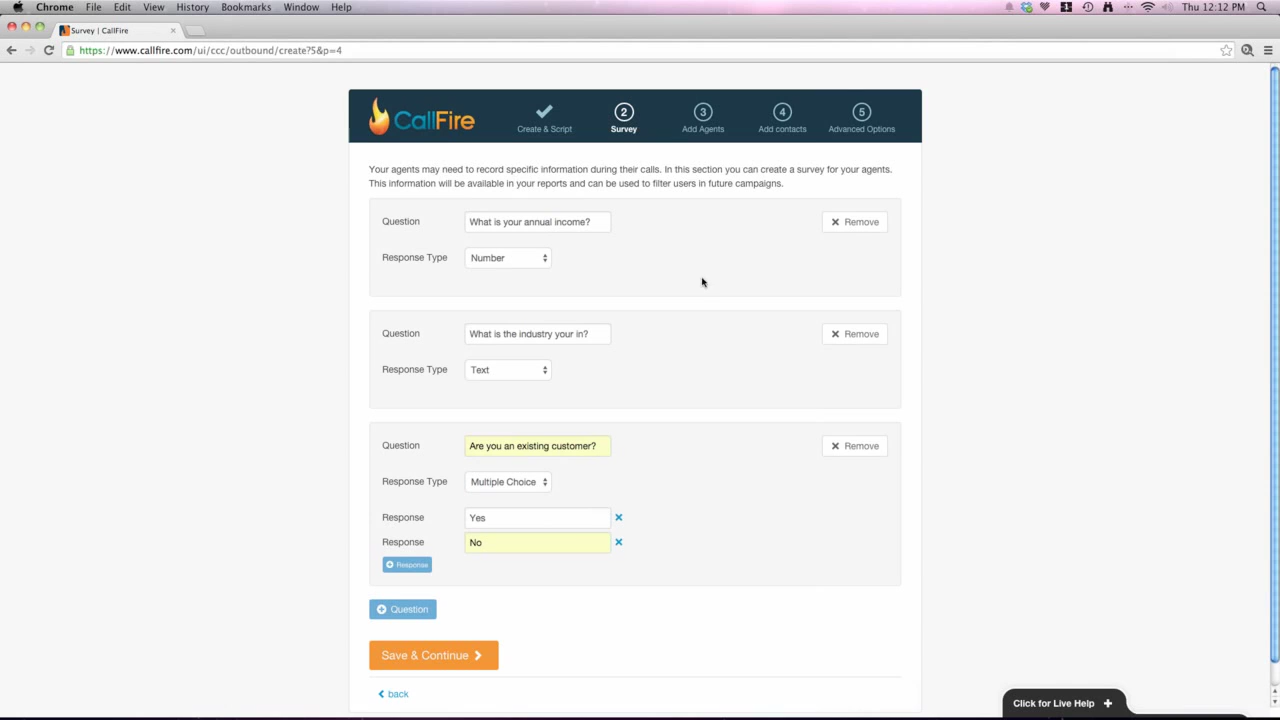 Chrome File Edit View History Bookmarks Window Help
1 Thu 12:12 PM
Survey | CallFire
https://www.callfire.com/ui/ccc/outbound/create?5&p=4
CallFire
2 3 4 5
Create & Script Survey Add Agents Add contacts Advanced Options
Your agents may need to record specific information during their calls. In this section you can create a survey for your agents.
This information will be available in your reports and can be used to filter users in future campaigns.
Question What is your annual income? Remove
Response Type Number
Question What is the industry your in? Remove
Response Type Text
Question Are you an existing customer? Remove
Response Type Multiple Choice
Response Yes
Response No
Response
Question
Save & Continue
back
Click for Live Help +